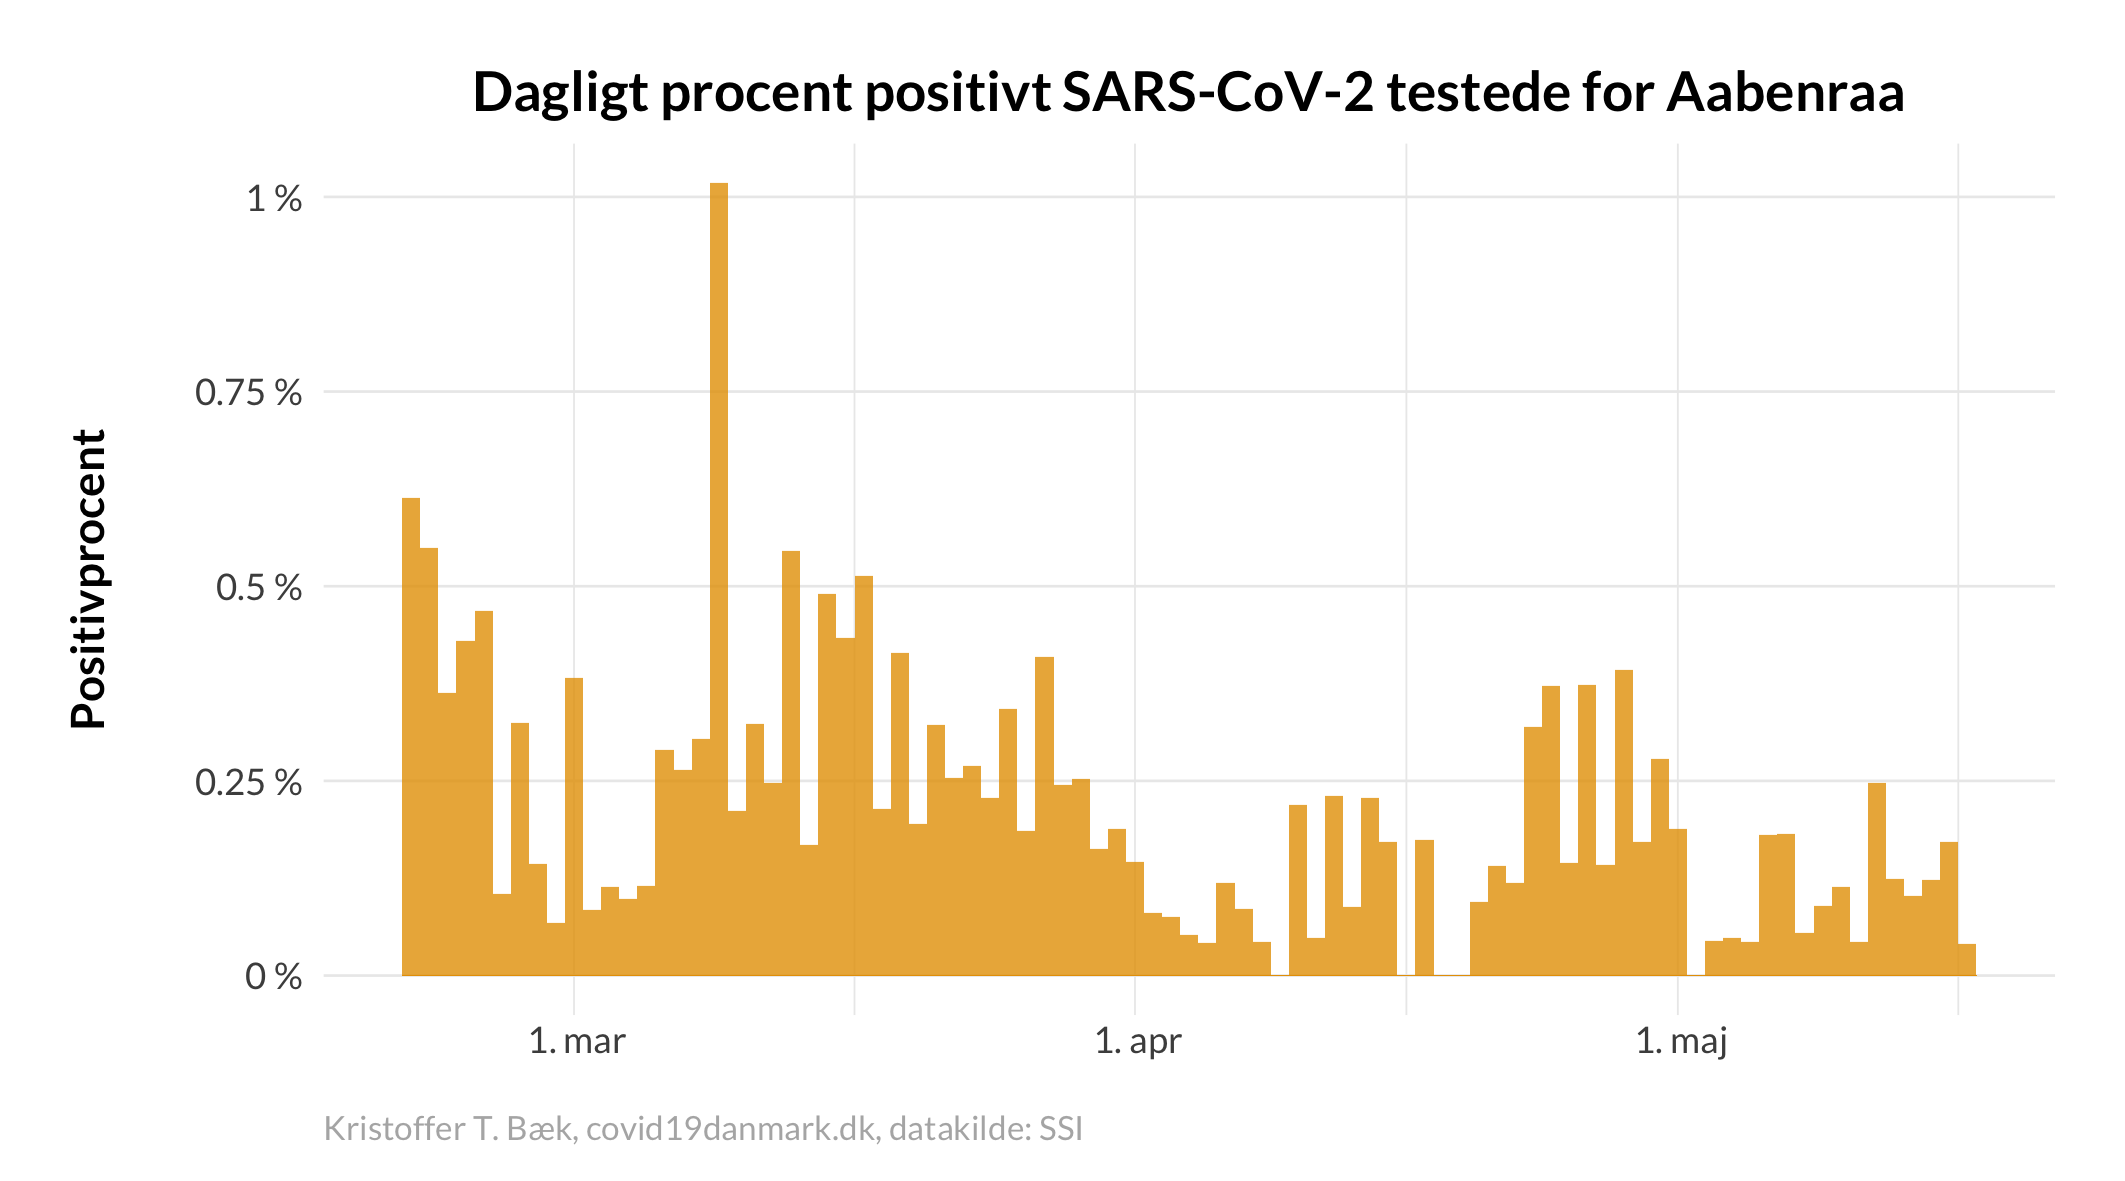 Dagligt procent positivt SARS-CoV-2 testede for Aabenraa
Positivprocent
1 %
0.75 %
0.5 %
0.25 %
0 %
1. mar
1. apr
1. maj
Kristoffer T. Bæk, covid19danmark.dk, datakilde: SSI